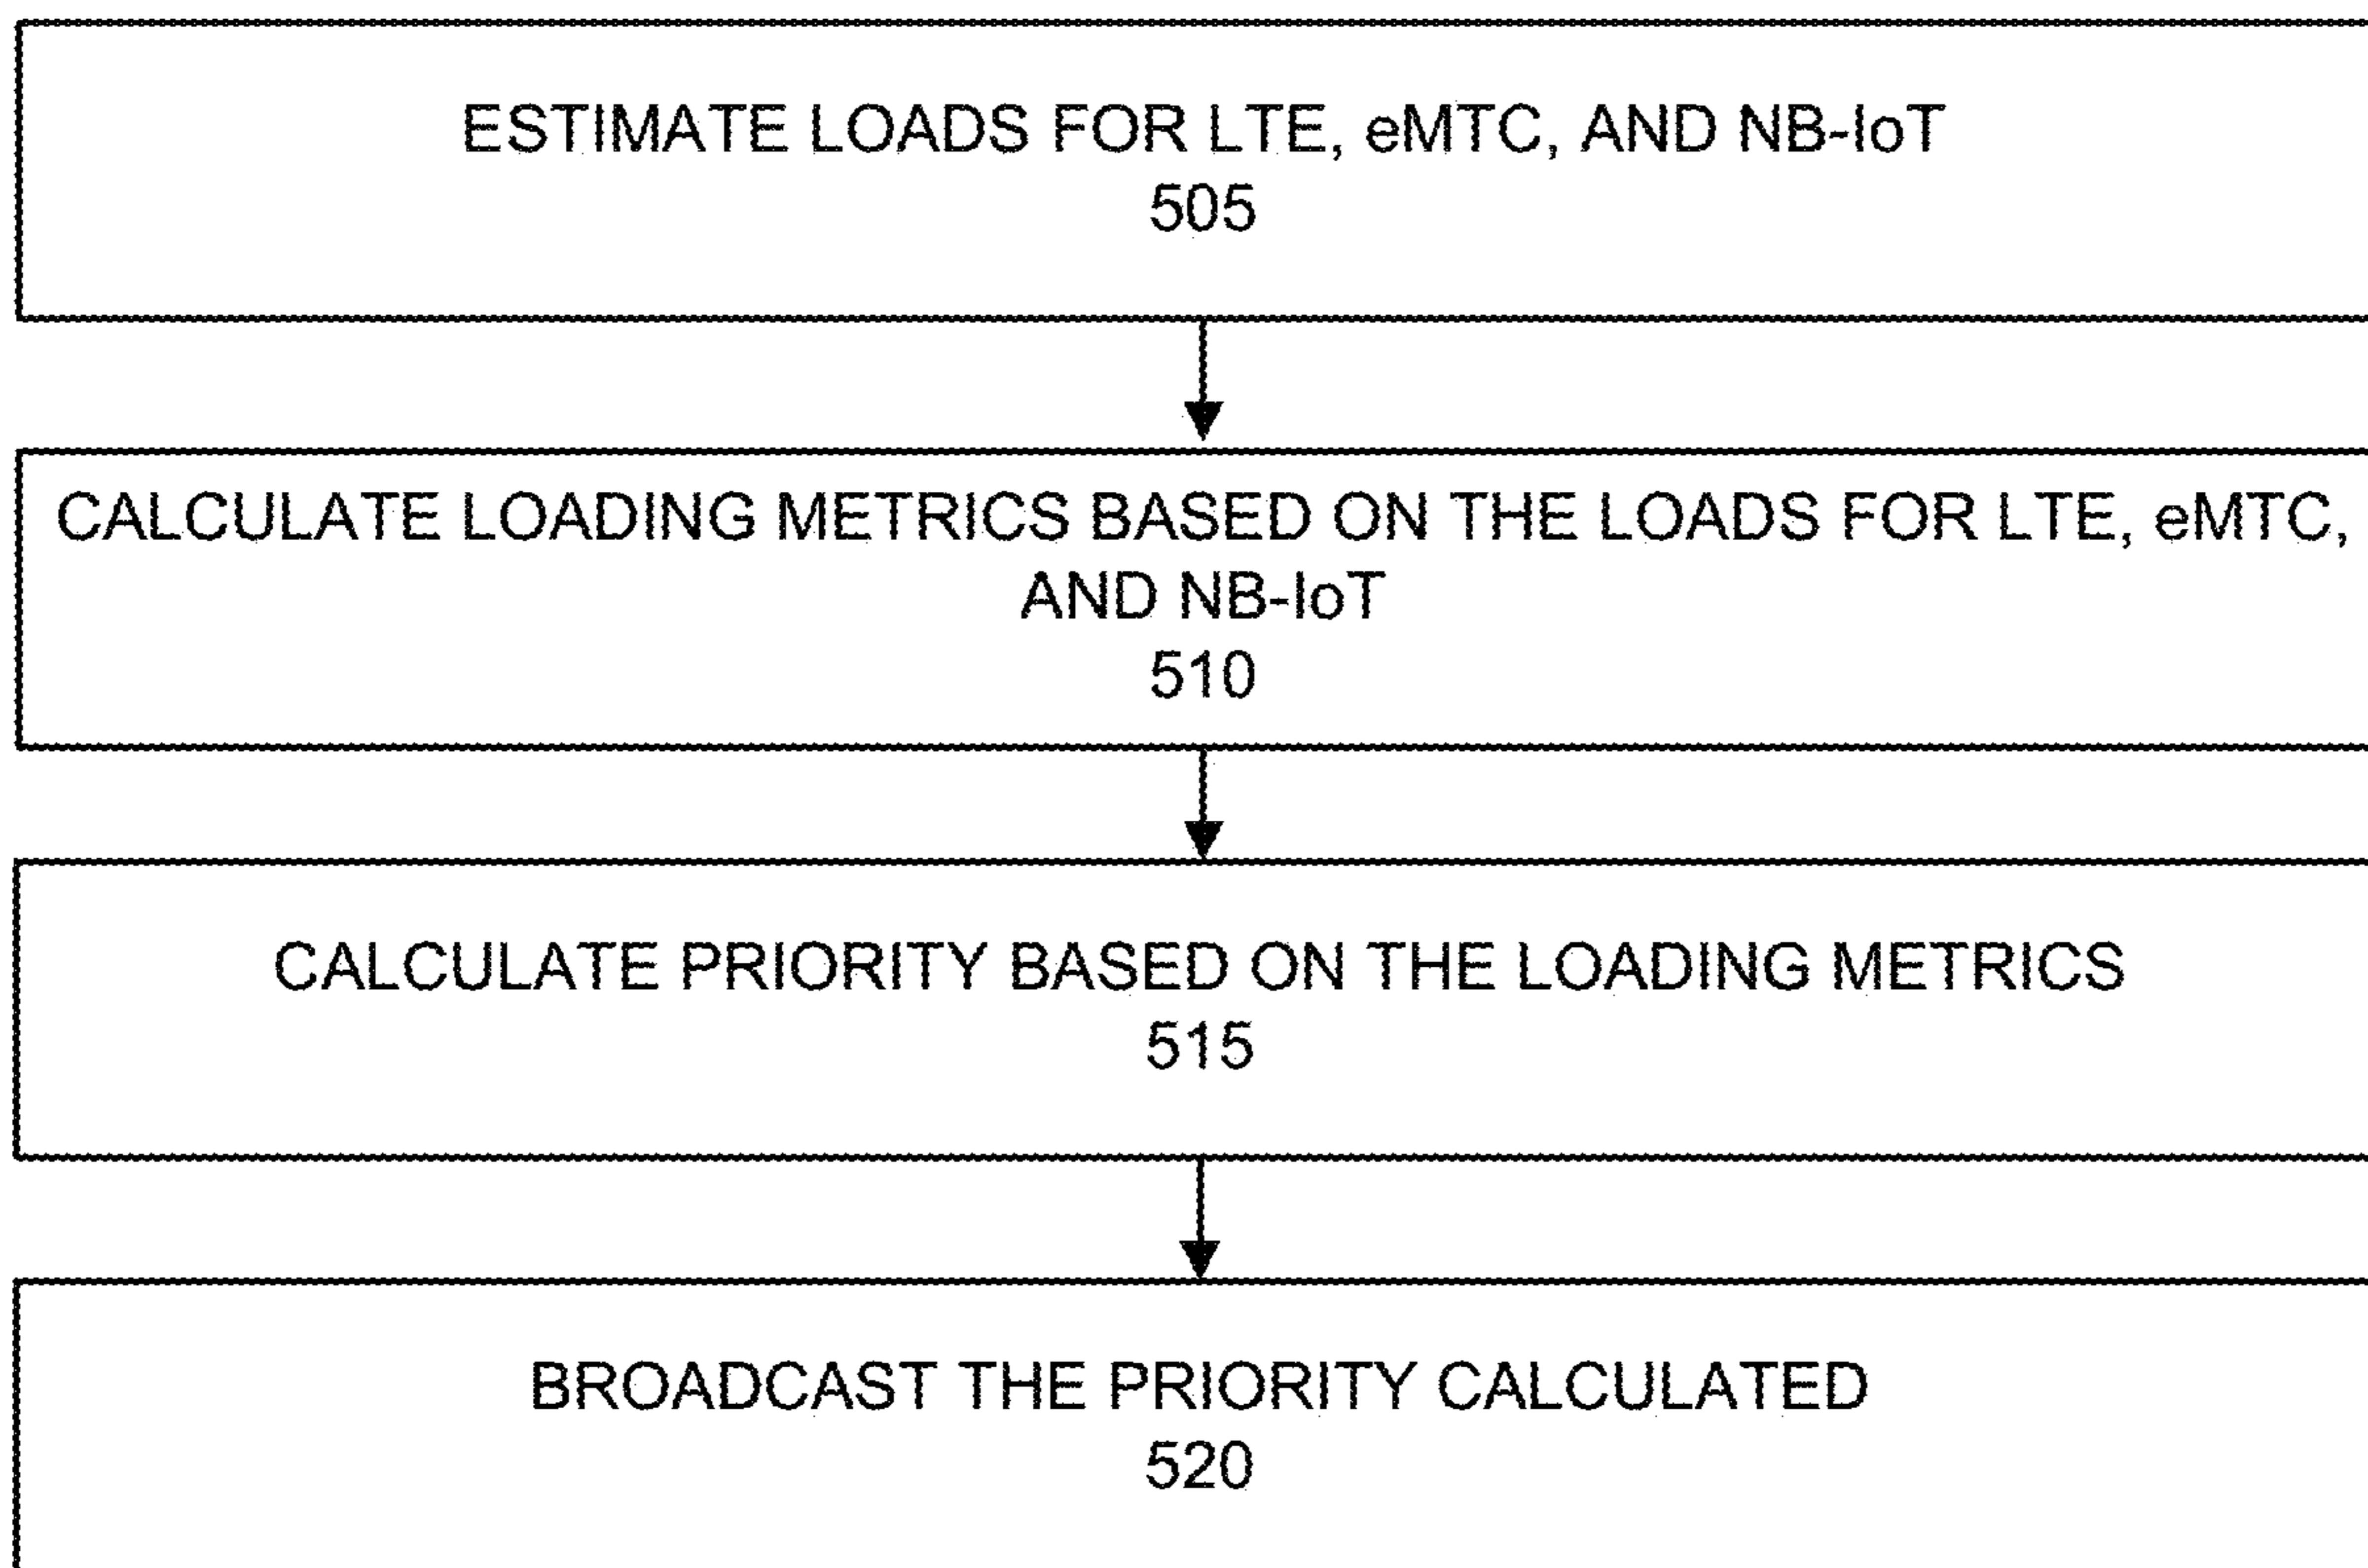 ESTIMATE LOADS FOR LTE, eMTC, AND NB-IoT
505
CALCULATE LOADING METRICS BASED ON THE LOADS FOR LTE, eMTC,
AND NB-IoT
510
CALCULATE PRIORITY BASED ON THE LOADING METRICS
515
BROADCAST THE PRIORITY CALCULATED
520